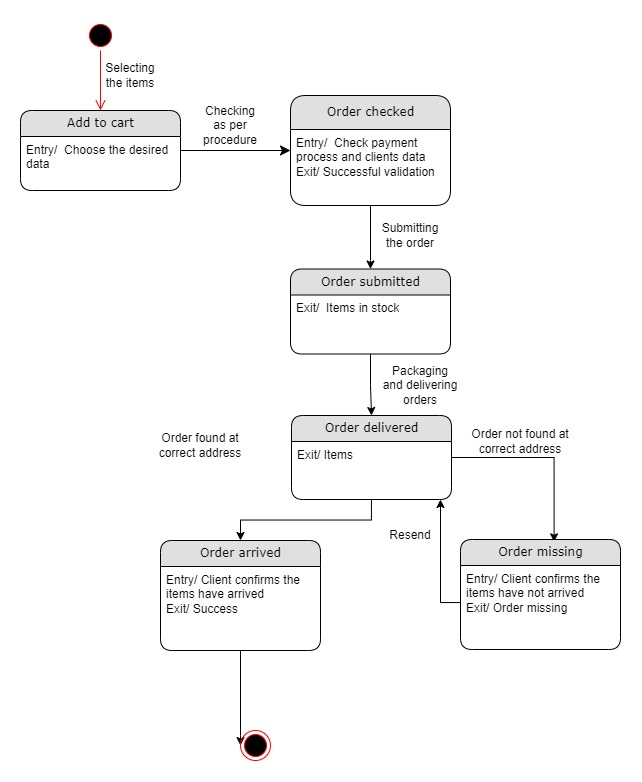 Selecting
the items
Add to cart
Entry/  Choose the desired
data
Checking
as per
procedure
Order checked
Entry/  Check payment
process and clients data
Exit/ Successful validation
Submitting
the order
Order submitted
Exit/  Items in stock
Packaging
and delivering
orders
Order delivered
Exit/ Items
Order found at
correct address
Order not found at
correct address
Resend
Order arrived
Entry/ Client confirms the
items have arrived
Exit/ Success
Order missing
Entry/ Client confirms the
items have not arrived
Exit/ Order missing